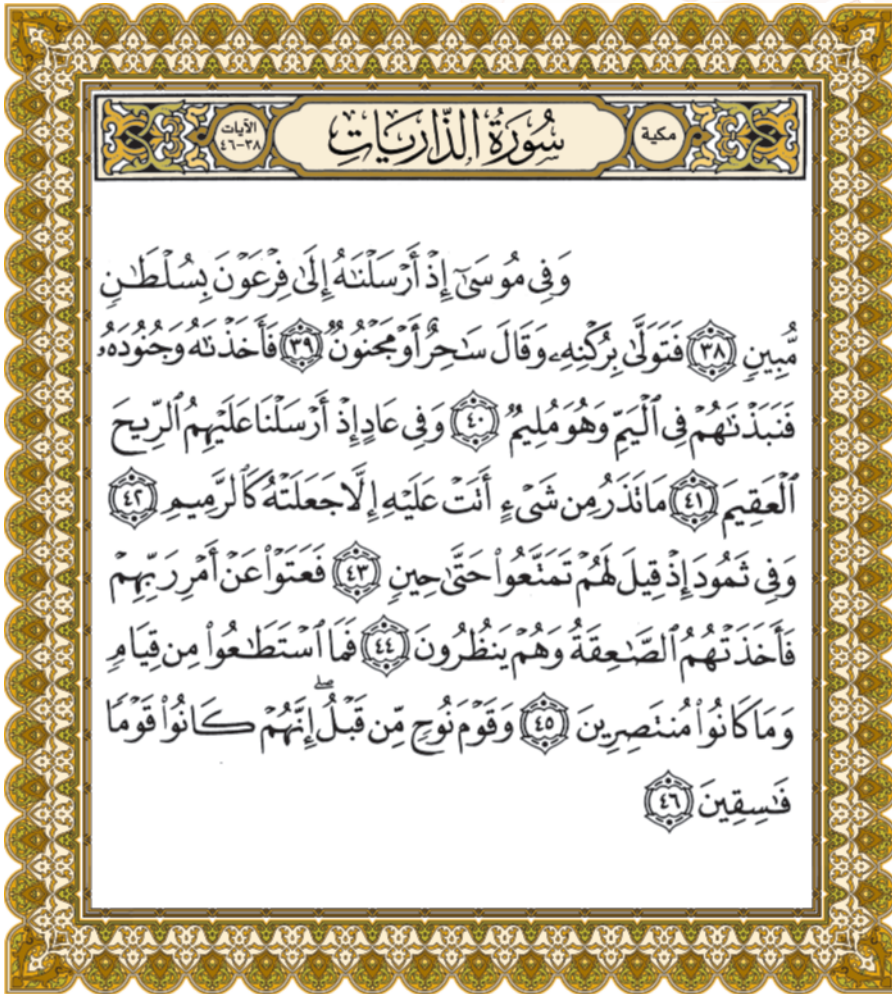 مكية
سُورَةُ الذَّارِيَاتِ
الآيات
٣٨-٤٦
وَفِى مُوسَىٰٓ إِذْ أَرْسَلْنَٰهُ إِلَىٰ فِرْعَوْنَ بِسُلْطَٰنٍ
مُّبِينٍ ٣٨ فَتَوَلَّىٰ بِرُكْنِهِۦ وَقَالَ سَٰحِرٌ أَوْ مَجْنُونٌ ٣٩ فَأَخَذْنَٰهُ وَجُنُودَهُۥ
فَنَبَذْنَٰهُمْ فِى ٱلْيَمِّ وَهُوَ مُلِيمٌ ٤٠ وَفِى عَادٍ إِذْ أَرْسَلْنَا عَلَيْهِمُ ٱلرِّيحَ
ٱلْعَقِيمَ ٤١ مَا تَذَرُ مِن شَىْءٍ أَتَتْ عَلَيْهِ إِلَّا جَعَلَتْهُ كَٱلرَّمِيمِ ٤٢
وَفِى ثَمُودَ إِذْ قِيلَ لَهُمْ تَمَتَّعُوا۟ حَتَّىٰ حِينٍ ٤٣ فَعَتَوْا۟ عَنْ أَمْرِ رَبِّهِمْ
فَأَخَذَتْهُمُ ٱلصَّٰعِقَةُ وَهُمْ يَنظُرُونَ ٤٤ فَمَا ٱسْتَطَٰعُوا۟ مِن قِيَامٍ
وَمَا كَانُوا۟ مُنتَصِرِينَ ٤٥ وَقَوْمَ نُوحٍ مِّن قَبْلُ ۖ إِنَّهُمْ كَانُوا۟ قَوْمًا
فَٰسِقِينَ ٤٦